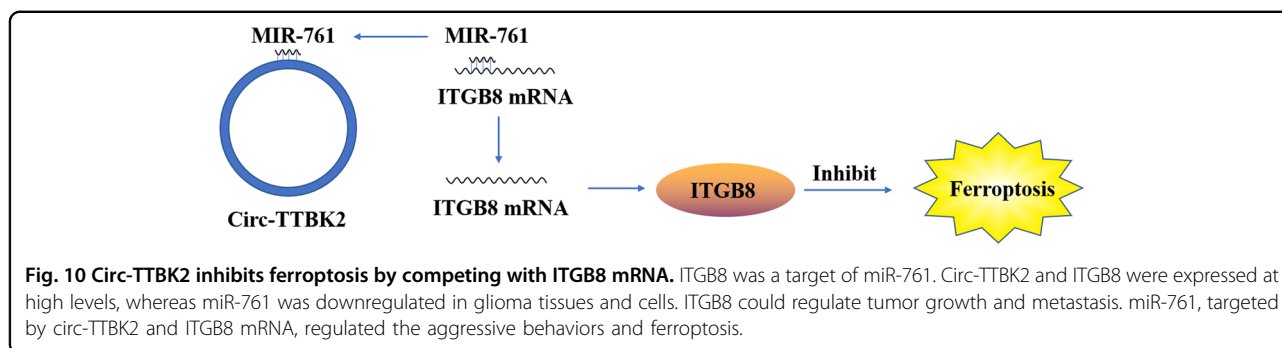 MIR-761
MIR-761
ITGB8 mRNA
ITGB8 mRNA
Circ-TTBK2
ITGB8
Inhibit
Ferroptosis
Fig. 10 Circ-TTBK2 inhibits ferroptosis by competing with ITGB8 mRNA. ITGB8 was a target of miR-761. Circ-TTBK2 and ITGB8 were expressed at
high levels, whereas miR-761 was downregulated in glioma tissues and cells. ITGB8 could regulate tumor growth and metastasis. miR-761, targeted
by circ-TTBK2 and ITGB8 mRNA, regulated the aggressive behaviors and ferroptosis.